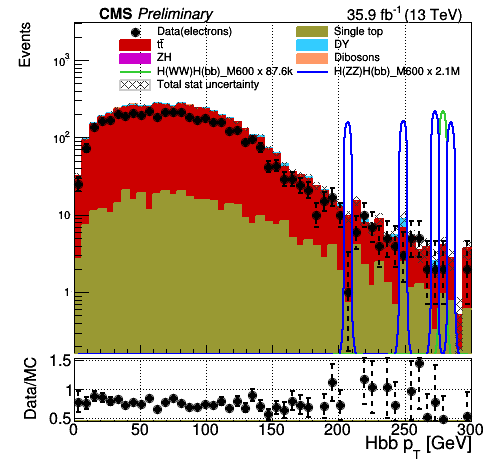 CMS Preliminary 35.9 fb⁻¹ (13 TeV)
Events
Data(electrons) Single top
tt̄ DY
ZH Dibosons
H(WW)H(bb)_M600 x 87.6k H(ZZ)H(bb)_M600 x 2.1M
Total stat uncertainty
10³
10²
10
1
Data/MC
1.5
1
0.5
0 50 100 150 200 250 300
Hbb p_T [GeV]